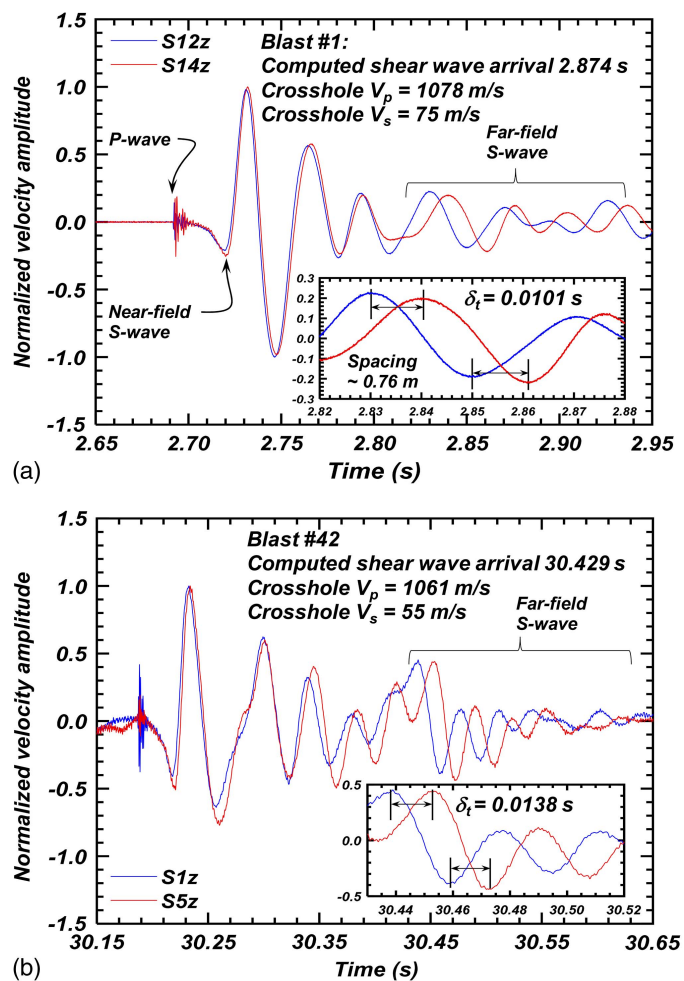 S12z
S14z
Blast #1:
Computed shear wave arrival 2.874 s
Crosshole Vp = 1078 m/s
Crosshole Vs = 75 m/s
P-wave
Far-field
S-wave
Near-field
S-wave
δt = 0.0101 s
Spacing
~ 0.76 m
0.3
0.2
0.1
0.0
-0.1
-0.2
-0.3
2.82 2.83 2.84 2.85 2.86 2.87 2.88
Normalized velocity amplitude
1.5
1.0
0.5
0.0
-0.5
-1.0
-1.5
2.65 2.70 2.75 2.80 2.85 2.90 2.95
Time (s)
(a)
Blast #42
Computed shear wave arrival 30.429 s
Crosshole Vp = 1061 m/s
Crosshole Vs = 55 m/s
Far-field
S-wave
δt = 0.0138 s
0.5
0.0
-0.5
30.44 30.46 30.48 30.50 30.52
S1z
S5z
Normalized velocity amplitude
1.5
1.0
0.5
0.0
-0.5
-1.0
-1.5
30.15 30.25 30.35 30.45 30.55 30.65
Time (s)
(b)